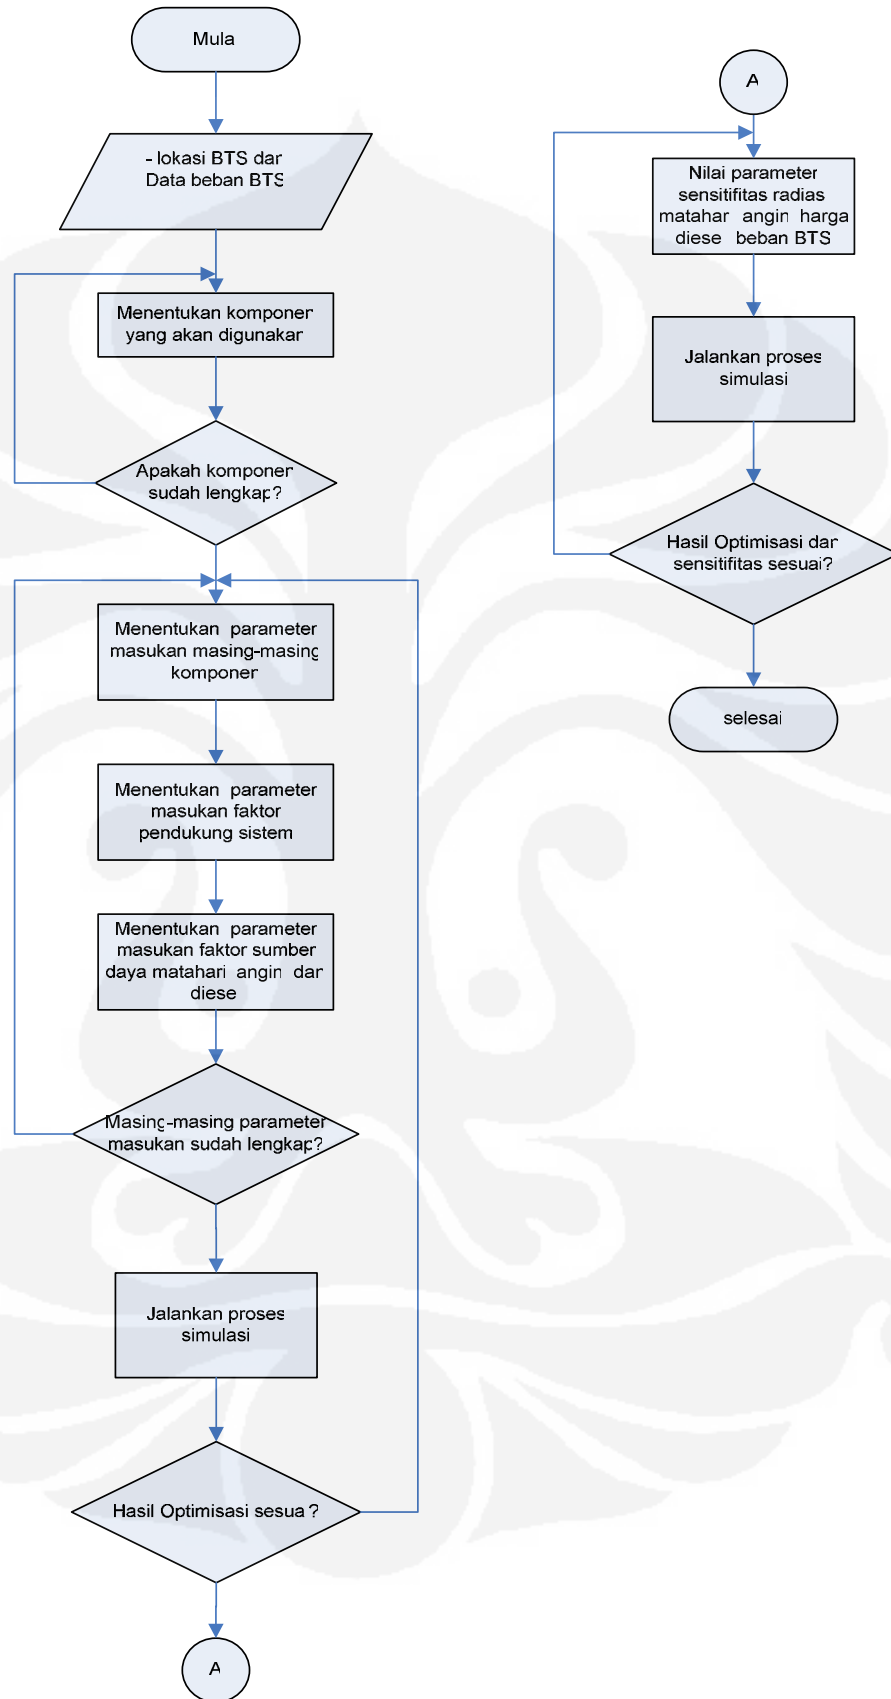 Mula
- lokasi BTS dar
Data beban BTS
Menentukan komponer
yang akan digunakar
Apakah komponer
sudah lengkap?
Menentukan parameter
masukan masing-masing
komponer
Menentukan parameter
masukan faktor
pendukung sistem
Menentukan parameter
masukan faktor sumber
daya matahari angin dar
diese
Masing-masing parameter
masukan sudah lengkap?
Jalankan proses
simulasi
Hasil Optimisasi sesua ?
A
A
Nilai parameter
sensitifitas radias
matahar angin harga
diese beban BTS
Jalankan proses
simulasi
Hasil Optimisasi dar
sensitifitas sesuai?
selesai